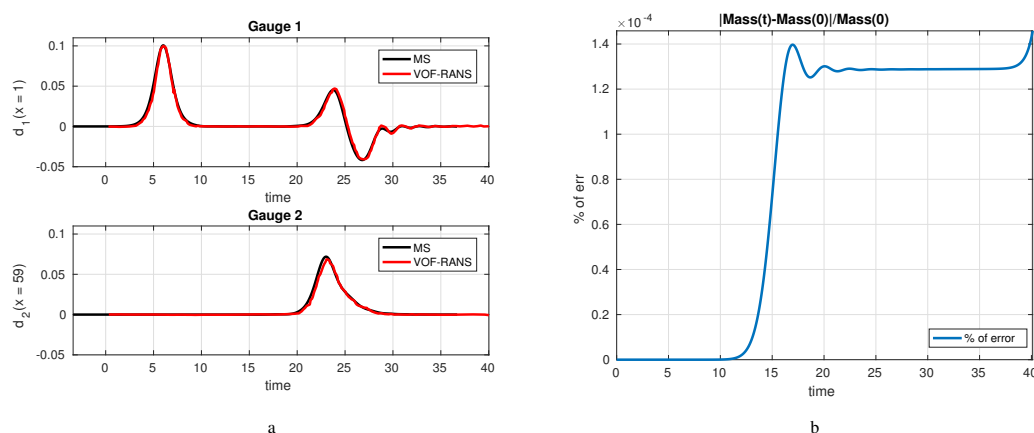 Gauge 1
0.1
0.05
0
-0.05
d 1 (x = 1)
MS
VOF-RANS
0 5 10 15 20 25 30 35 40
time
Gauge 2
0.1
0.05
0
-0.05
d 2 (x = 59)
MS
VOF-RANS
0 5 10 15 20 25 30 35 40
time
a
×10⁻⁴
|Mass(t)-Mass(0)|/Mass(0)
1.4
1.2
1
0.8
0.6
0.4
0.2
0
% of err
% of error
0 5 10 15 20 25 30 35 40
time
b